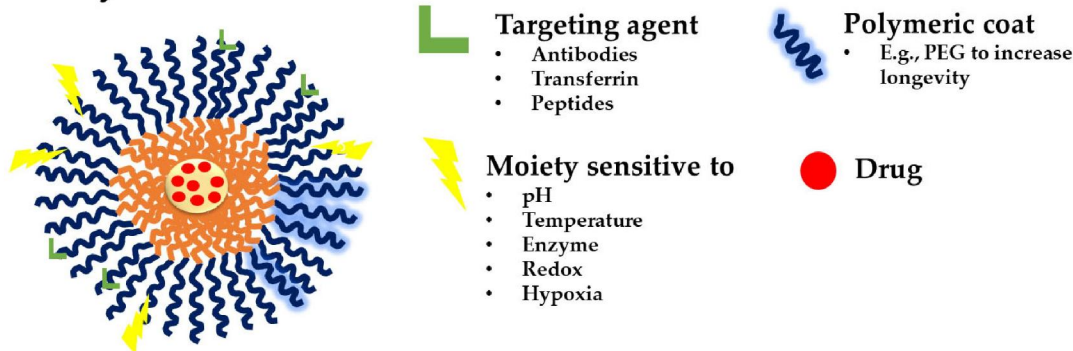 Targeting agent
• Antibodies
• Transferrin
• Peptides
Polymeric coat
• E.g., PEG to increase
longevity
Moiety sensitive to
• pH
• Temperature
• Enzyme
• Redox
• Hypoxia
Drug